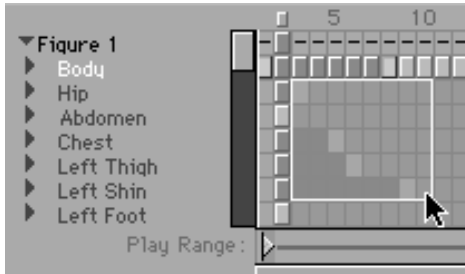 5 10
Figure 1
Body
Hip
Abdomen
Chest
Left Thigh
Left Shin
Left Foot
Play Range: